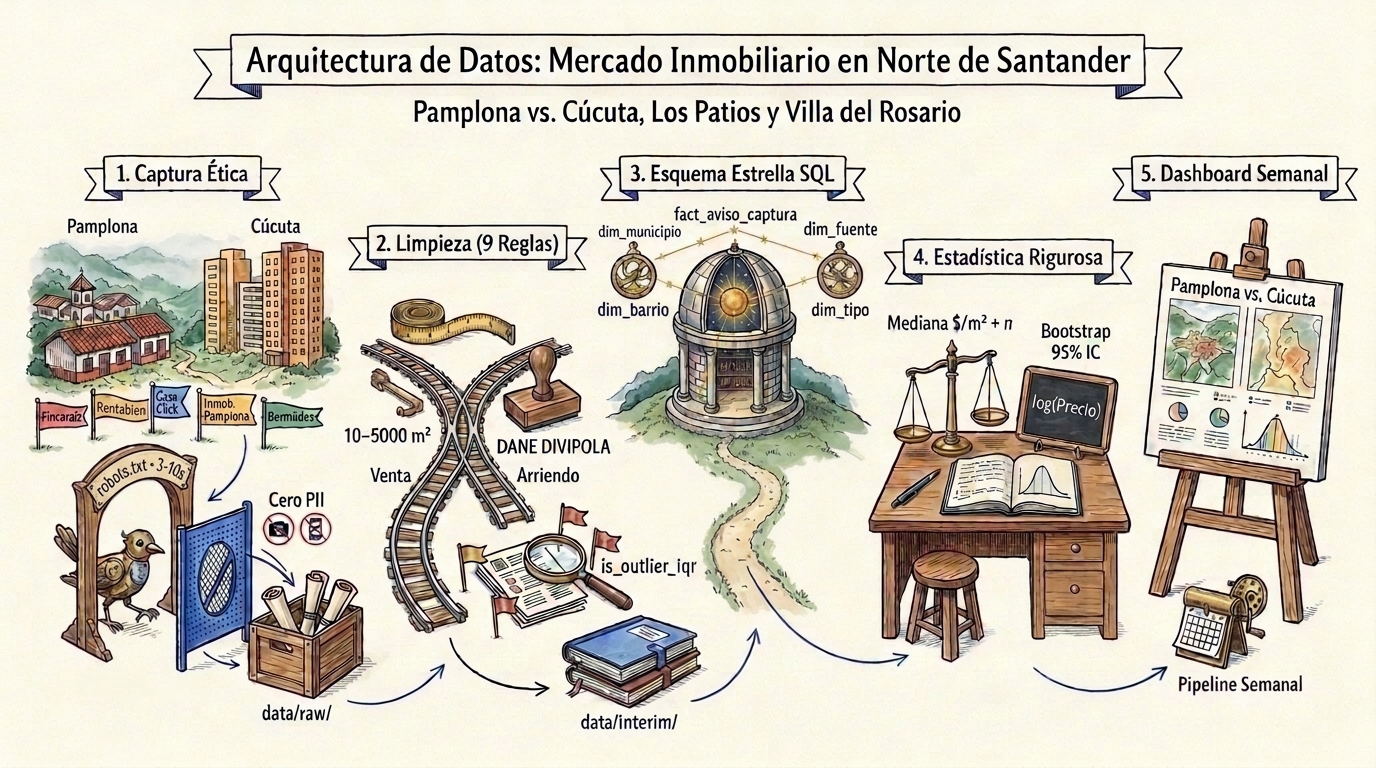 Arquitectura de Datos: Mercado Inmobiliario en Norte de Santander
Pamplona vs. Cúcuta, Los Patios y Villa del Rosario
1. Captura Ética
Pamplona
Cúcuta
Fincaraíz
Rentabien
Casa
Click
Inmob.
Pamplona
Bermúdes
robots.txt • 3-10s
Cero PII
data/raw/
2. Limpieza (9 Reglas)
10–5000 m²
DANE DIVIPOLA
Venta
Arriendo
is_outlier_iqr
data/interim/
3. Esquema Estrella SQL
fact_aviso_captura
dim_municipio
dim_fuente
dim_barrio
dim_tipo
4. Estadística Rigurosa
Mediana $/m² + n
Bootstrap
95% IC
log(Precio)
5. Dashboard Semanal
Pamplona vs. Cúcuta
Pipeline Semanal